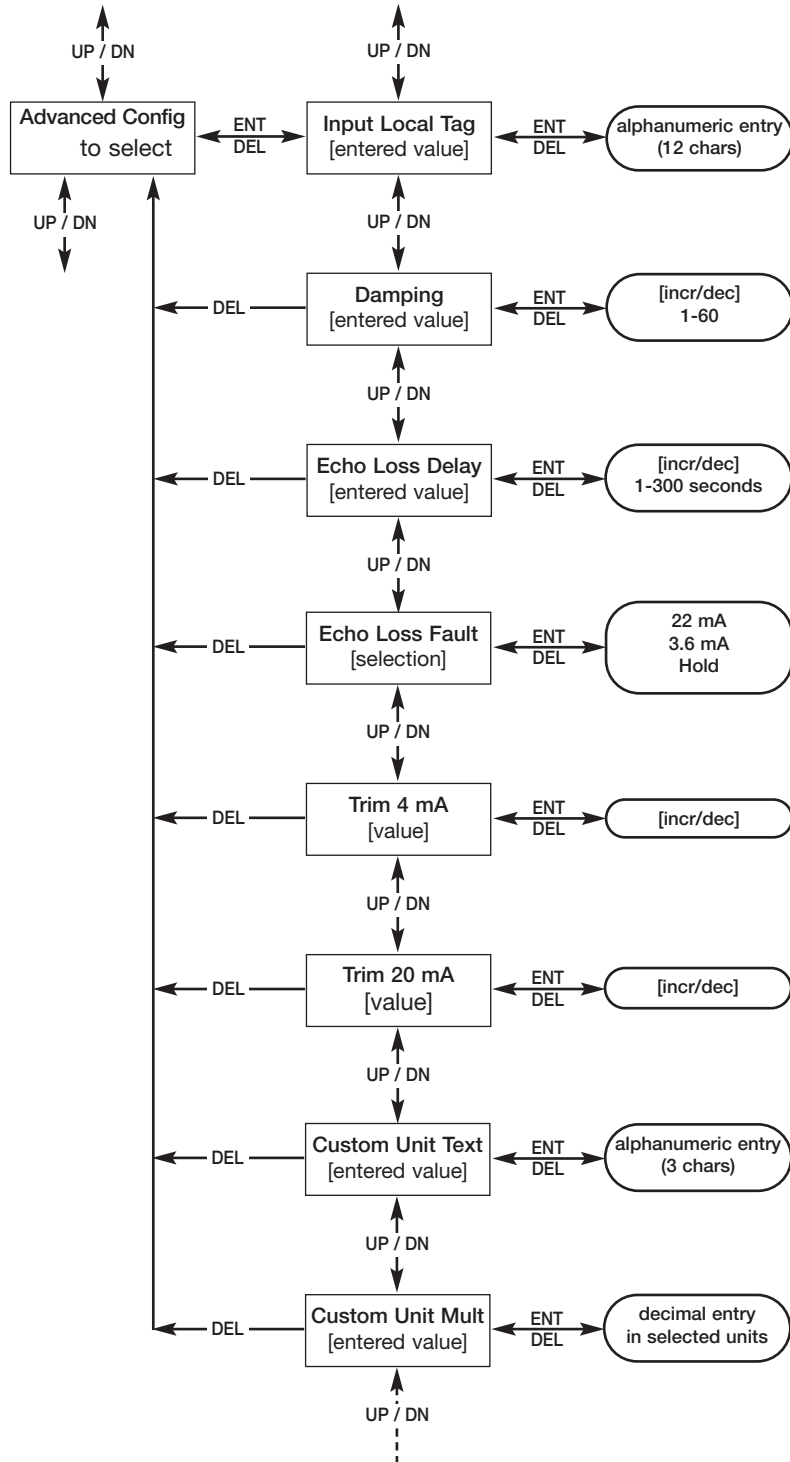 UP / DN
UP / DN
Advanced Config
to select
ENT
DEL
Input Local Tag
[entered value]
ENT
DEL
alphanumeric entry
(12 chars)
UP / DN
UP / DN
DEL
Damping
[entered value]
ENT
DEL
[incr/dec]
1-60
UP / DN
DEL
Echo Loss Delay
[entered value]
ENT
DEL
[incr/dec]
1-300 seconds
UP / DN
DEL
Echo Loss Fault
[selection]
ENT
DEL
22 mA
3.6 mA
Hold
UP / DN
DEL
Trim 4 mA
[value]
ENT
DEL
[incr/dec]
UP / DN
DEL
Trim 20 mA
[value]
ENT
DEL
[incr/dec]
UP / DN
DEL
Custom Unit Text
[entered value]
ENT
DEL
alphanumeric entry
(3 chars)
UP / DN
DEL
Custom Unit Mult
[entered value]
ENT
DEL
decimal entry
in selected units
UP / DN